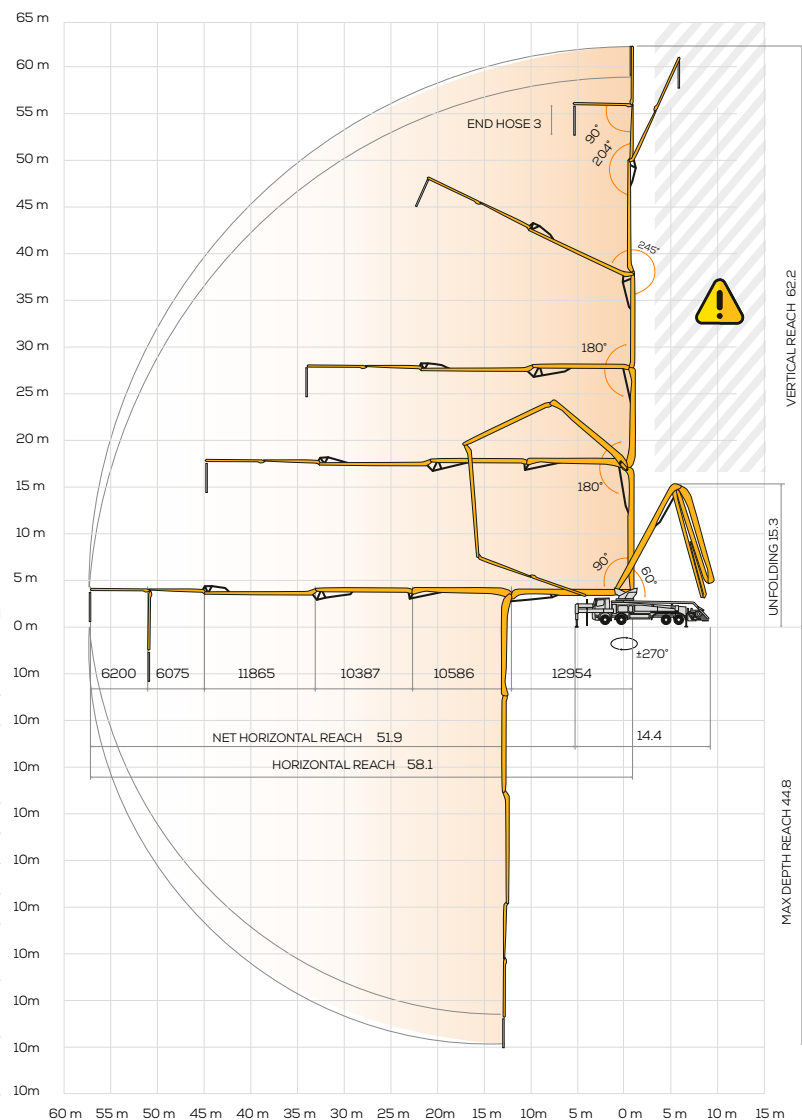 65 m
60 m
55 m
END HOSE 3
90°
204°
50 m
45 m
40 m
245°
35 m
VERTICAL REACH 62.2
30 m
180°
25 m
20 m
15 m
180°
UNFOLDING 15.3
10 m
5 m
90°
60°
0 m
±270°
10m
6200 6075 11865 10387 10586 12954
10m
NET HORIZONTAL REACH 51.9
14.4
10m
HORIZONTAL REACH 58.1
10m
MAX DEPTH REACH 44.8
10m
10m
10m
10m
10m
10m
60 m 55 m 50 m 45 m 40 m 35 m 30 m 25 m 20m 15 m 10m 5 m 0 m 5 m 10 m 15 m